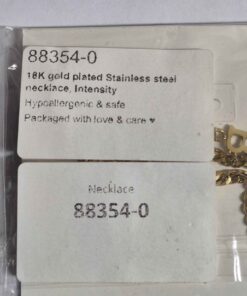 88354-0
18K gold plated Stainless steel
necklace, Intensity
Hypoallergenic & safe
Packaged with love & care ♥
Necklace
88354-0